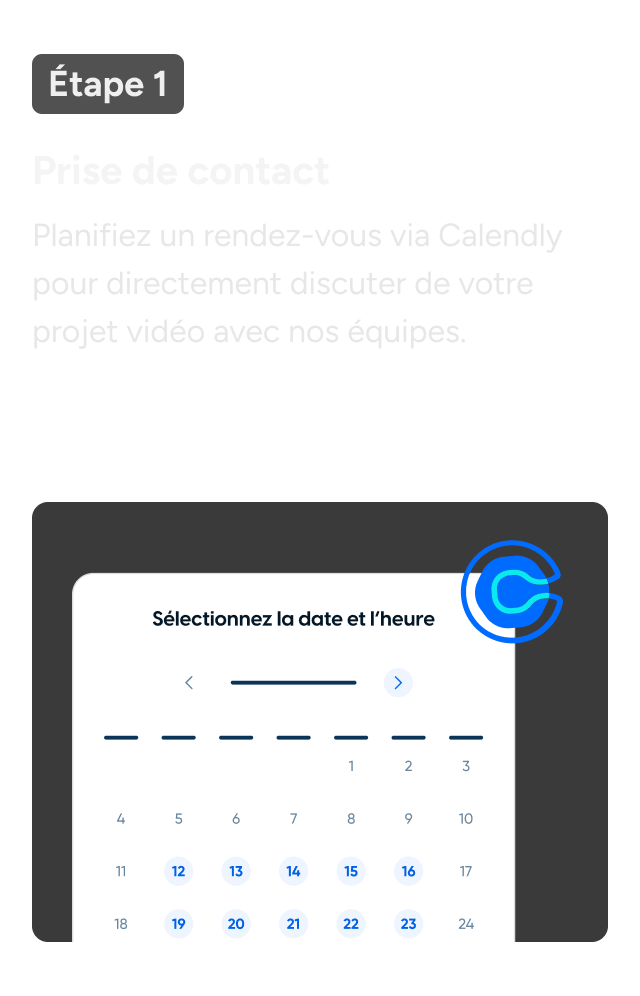 Étape 1
Prise de contact
Planifiez un rendez-vous via Calendly
pour directement discuter de votre
projet vidéo avec nos équipes.
Sélectionnez la date et l'heure
1 2 3
4 5 6 7 8 9 10
11 12 13 14 15 16 17
18 19 20 21 22 23 24